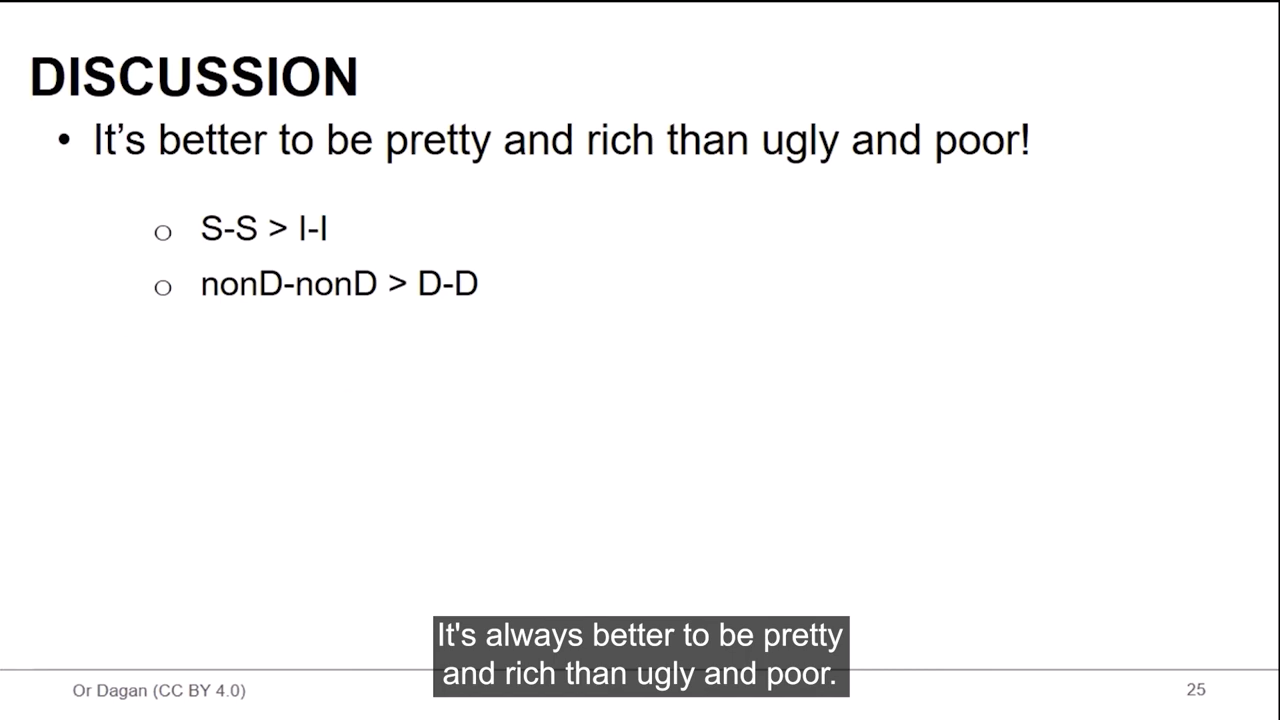 DISCUSSION
• It’s better to be pretty and rich than ugly and poor!
o S-S > I-I
o nonD-nonD > D-D
It's always better to be pretty
and rich than ugly and poor.
Or Dagan (CC BY 4.0)
25